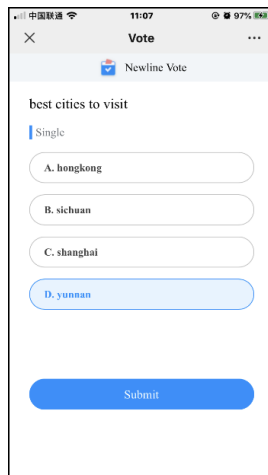 中国联通 11:07 97%
Vote
Newline Vote
best cities to visit
Single
A. hongkong
B. sichuan
C. shanghai
D. yunnan
Submit